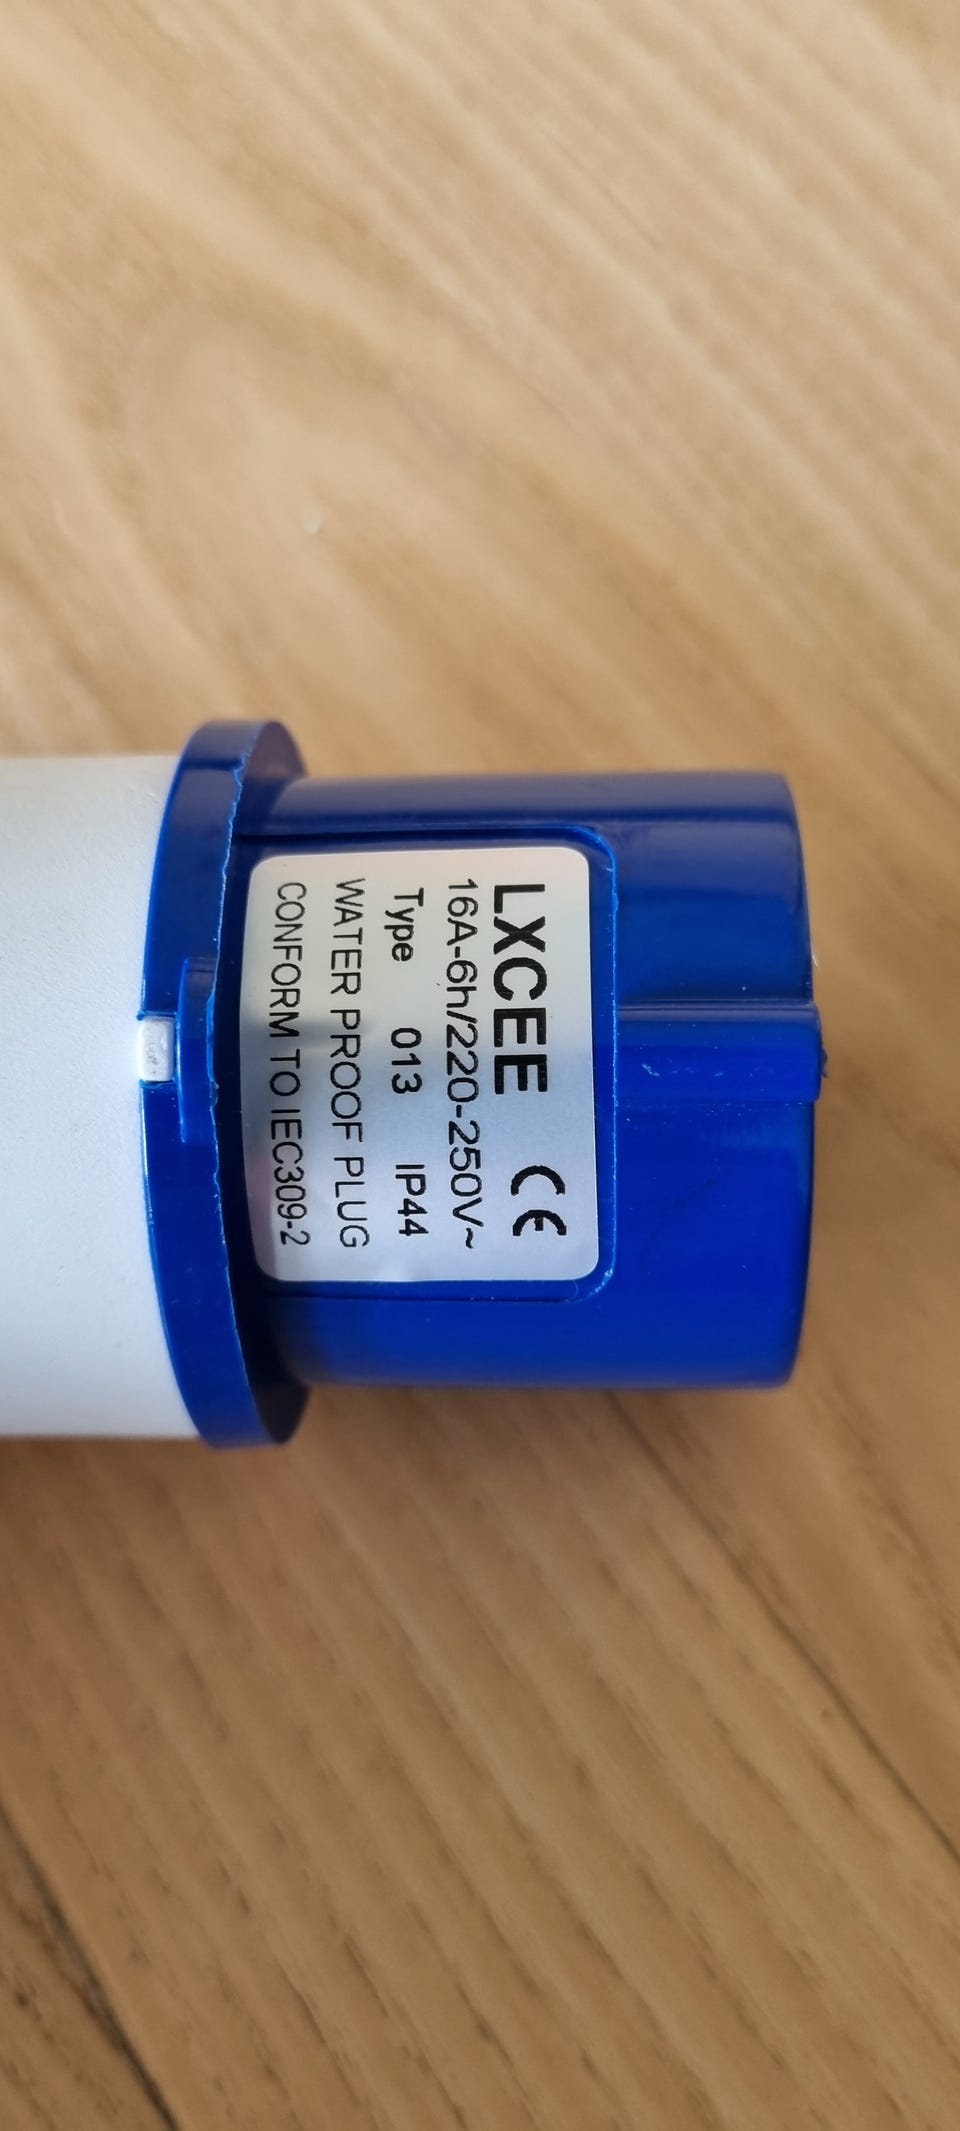 LXCEE CE
16A-6h/220-250V~
Type 013 IP44
WATER PROOF PLUG
CONFORM TO IEC309-2